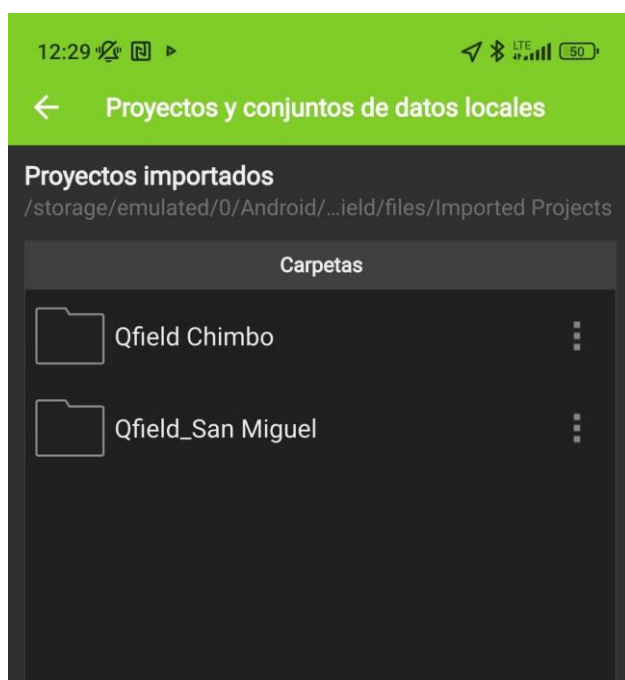 12:29
LTE
50
Proyectos y conjuntos de datos locales
Proyectos importados
/storage/emulated/0/Android/…ield/files/Imported Projects
Carpetas
Qfield Chimbo
Qfield_San Miguel